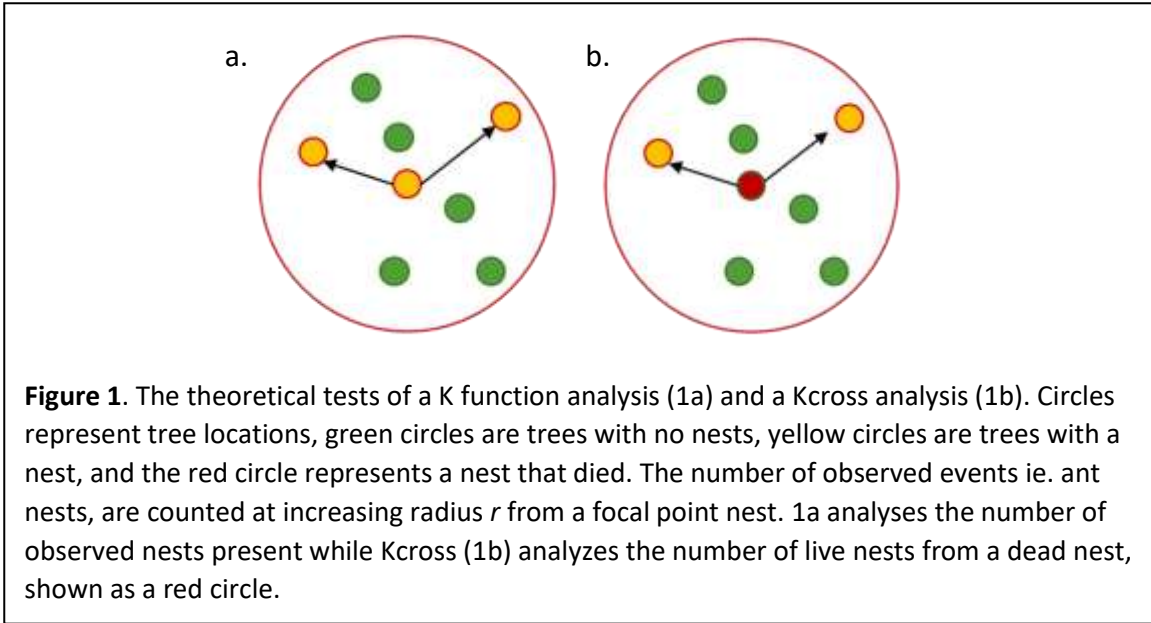 a.
b.
Figure 1. The theoretical tests of a K function analysis (1a) and a Kcross analysis (1b). Circles
represent tree locations, green circles are trees with no nests, yellow circles are trees with a
nest, and the red circle represents a nest that died. The number of observed events ie. ant
nests, are counted at increasing radius r from a focal point nest. 1a analyses the number of
observed nests present while Kcross (1b) analyzes the number of live nests from a dead nest,
shown as a red circle.